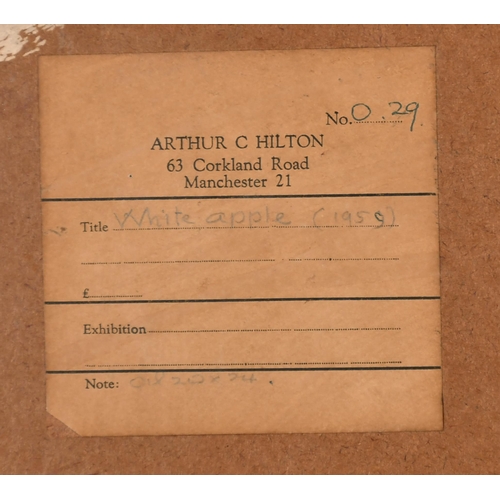 No. O.29
ARTHUR C HILTON
63 Corkland Road
Manchester 21
Title White apple (1959)
£
Exhibition
Note: